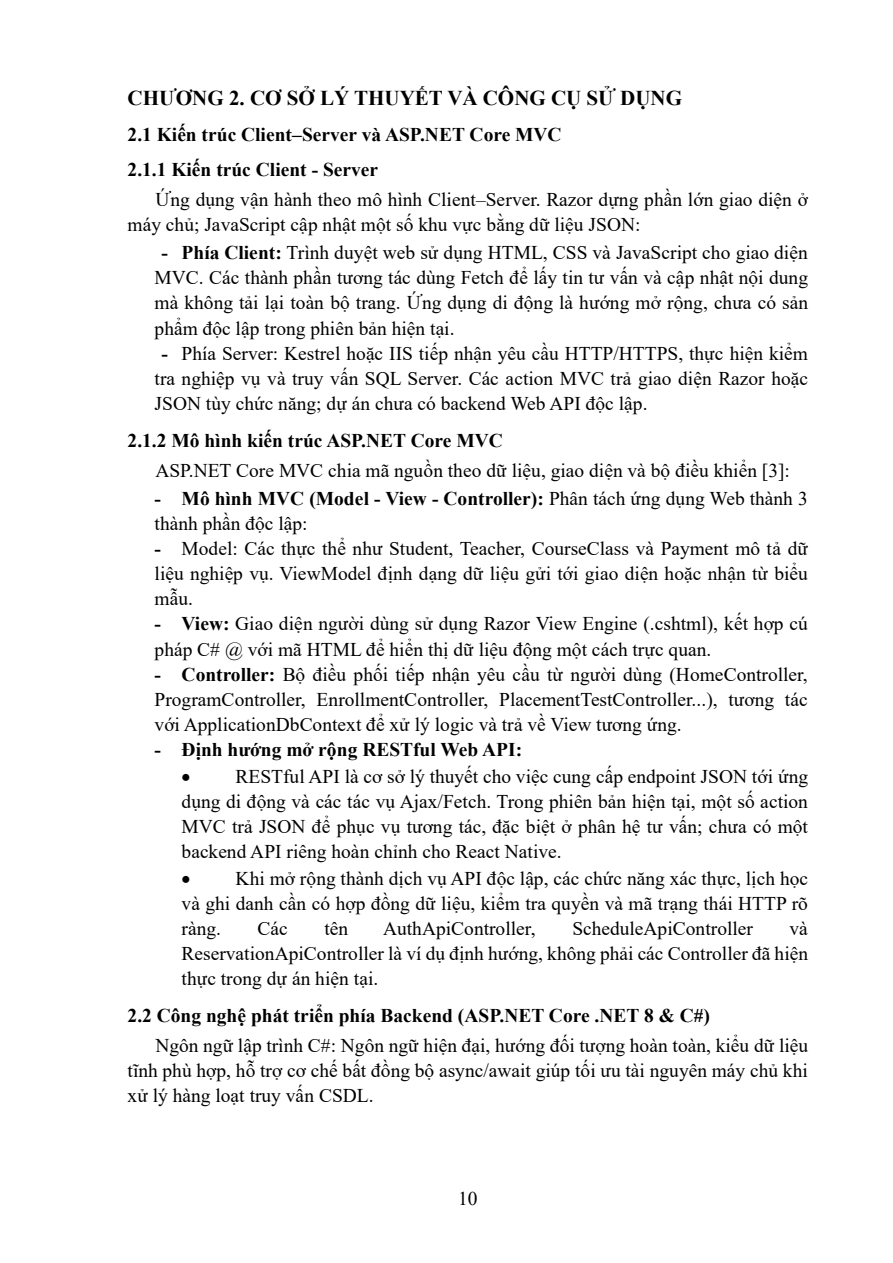 CHƯƠNG 2. CƠ SỞ LÝ THUYẾT VÀ CÔNG CỤ SỬ DỤNG
2.1 Kiến trúc Client–Server và ASP.NET Core MVC
2.1.1 Kiến trúc Client - Server
Ứng dụng vận hành theo mô hình Client–Server. Razor dựng phần lớn giao diện ở
máy chủ; JavaScript cập nhật một số khu vực bằng dữ liệu JSON:
- Phía Client: Trình duyệt web sử dụng HTML, CSS và JavaScript cho giao diện
MVC. Các thành phần tương tác dùng Fetch để lấy tin tư vấn và cập nhật nội dung
mà không tải lại toàn bộ trang. Ứng dụng di động là hướng mở rộng, chưa có sản
phẩm độc lập trong phiên bản hiện tại.
- Phía Server: Kestrel hoặc IIS tiếp nhận yêu cầu HTTP/HTTPS, thực hiện kiểm
tra nghiệp vụ và truy vấn SQL Server. Các action MVC trả giao diện Razor hoặc
JSON tùy chức năng; dự án chưa có backend Web API độc lập.
2.1.2 Mô hình kiến trúc ASP.NET Core MVC
ASP.NET Core MVC chia mã nguồn theo dữ liệu, giao diện và bộ điều khiển [3]:
- Mô hình MVC (Model - View - Controller): Phân tách ứng dụng Web thành 3
thành phần độc lập:
- Model: Các thực thể như Student, Teacher, CourseClass và Payment mô tả dữ
liệu nghiệp vụ. ViewModel định dạng dữ liệu gửi tới giao diện hoặc nhận từ biểu
mẫu.
- View: Giao diện người dùng sử dụng Razor View Engine (.cshtml), kết hợp cú
pháp C# @ với mã HTML để hiển thị dữ liệu động một cách trực quan.
- Controller: Bộ điều phối tiếp nhận yêu cầu từ người dùng (HomeController,
ProgramController, EnrollmentController, PlacementTestController...), tương tác
với ApplicationDbContext để xử lý logic và trả về View tương ứng.
- Định hướng mở rộng RESTful Web API:
• RESTful API là cơ sở lý thuyết cho việc cung cấp endpoint JSON tới ứng
dụng di động và các tác vụ Ajax/Fetch. Trong phiên bản hiện tại, một số action
MVC trả JSON để phục vụ tương tác, đặc biệt ở phân hệ tư vấn; chưa có một
backend API riêng hoàn chỉnh cho React Native.
• Khi mở rộng thành dịch vụ API độc lập, các chức năng xác thực, lịch học
và ghi danh cần có hợp đồng dữ liệu, kiểm tra quyền và mã trạng thái HTTP rõ
ràng. Các tên AuthApiController, ScheduleApiController và
ReservationApiController là ví dụ định hướng, không phải các Controller đã hiện
thực trong dự án hiện tại.
2.2 Công nghệ phát triển phía Backend (ASP.NET Core .NET 8 & C#)
Ngôn ngữ lập trình C#: Ngôn ngữ hiện đại, hướng đối tượng hoàn toàn, kiểu dữ liệu
tĩnh phù hợp, hỗ trợ cơ chế bất đồng bộ async/await giúp tối ưu tài nguyên máy chủ khi
xử lý hàng loạt truy vấn CSDL.
10